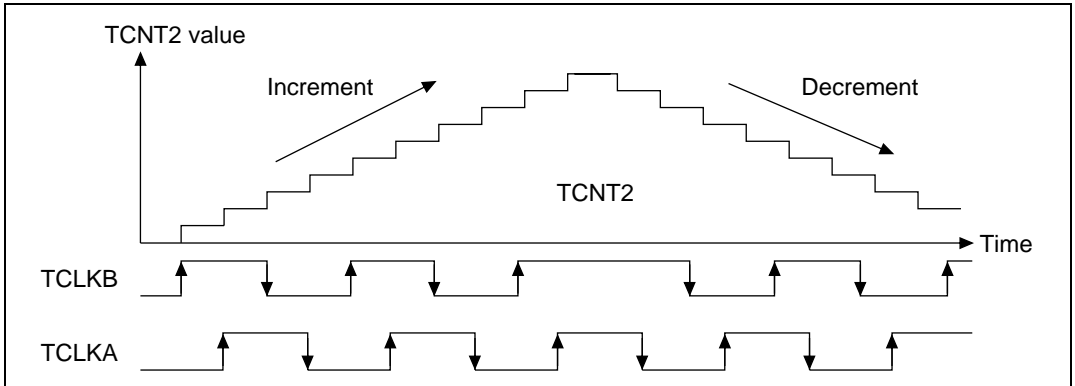 TCNT2 value
Increment
Decrement
TCNT2
Time
TCLKB
TCLKA